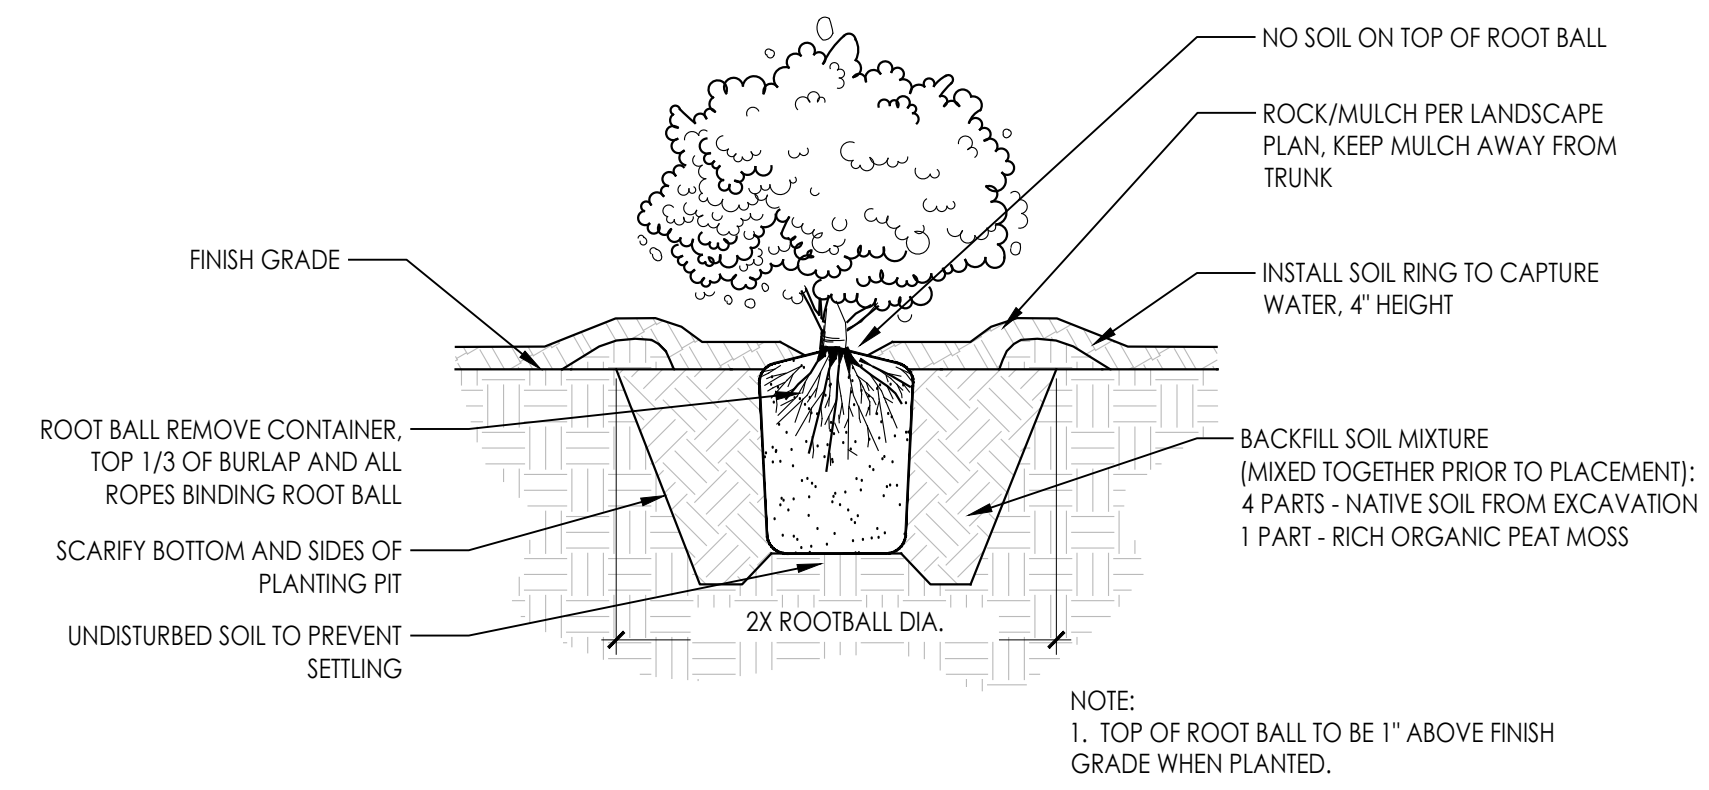 NO SOIL ON TOP OF ROOT BALL
ROCK/MULCH PER LANDSCAPE
PLAN, KEEP MULCH AWAY FROM
TRUNK
FINISH GRADE
INSTALL SOIL RING TO CAPTURE
WATER, 4" HEIGHT
ROOT BALL REMOVE CONTAINER,
TOP 1/3 OF BURLAP AND ALL
ROPES BINDING ROOT BALL
BACKFILL SOIL MIXTURE
(MIXED TOGETHER PRIOR TO PLACEMENT):
4 PARTS - NATIVE SOIL FROM EXCAVATION
1 PART - RICH ORGANIC PEAT MOSS
SCARIFY BOTTOM AND SIDES OF
PLANTING PIT
UNDISTURBED SOIL TO PREVENT
SETTLING
2X ROOTBALL DIA.
NOTE:
1. TOP OF ROOT BALL TO BE 1" ABOVE FINISH
GRADE WHEN PLANTED.